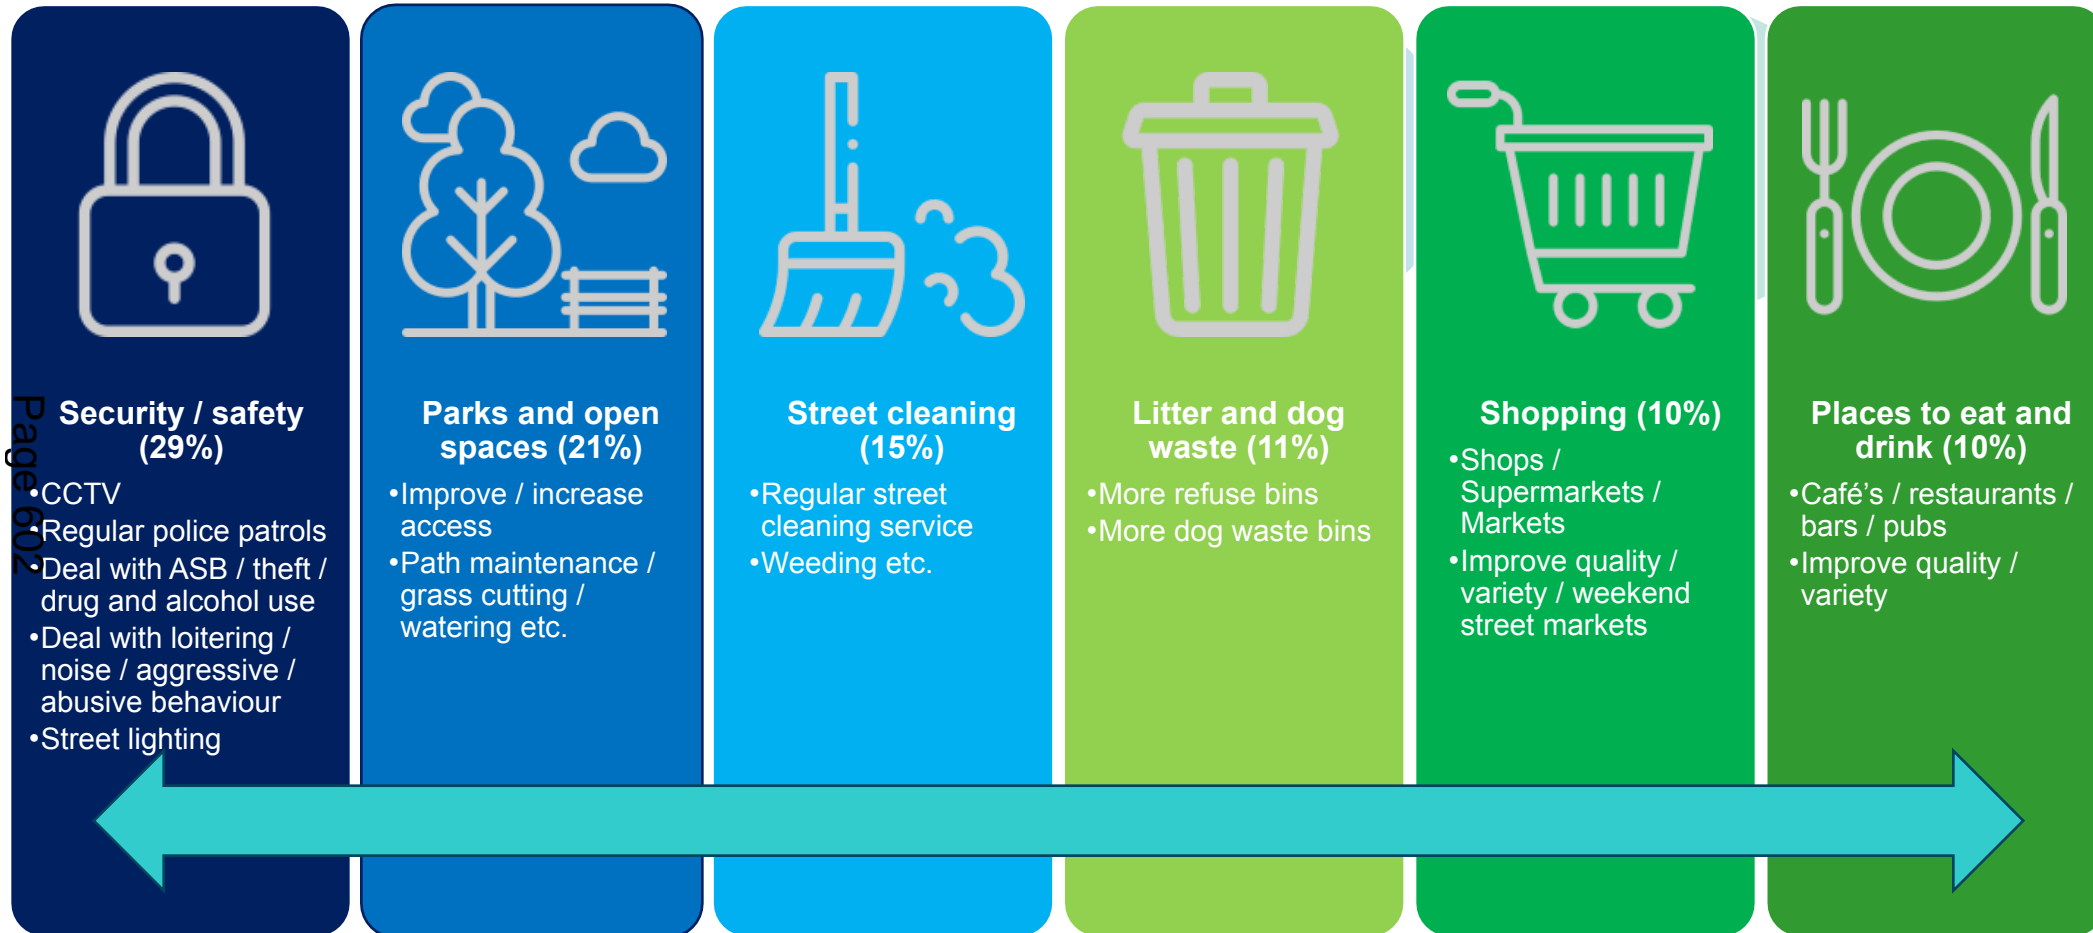 Page 602
Security / safety
(29%)
•CCTV
•Regular police patrols
•Deal with ASB / theft /
drug and alcohol use
•Deal with loitering /
noise / aggressive /
abusive behaviour
•Street lighting
Parks and open
spaces (21%)
•Improve / increase
access
•Path maintenance /
grass cutting /
watering etc.
Street cleaning
(15%)
•Regular street
cleaning service
•Weeding etc.
Litter and dog
waste (11%)
•More refuse bins
•More dog waste bins
Shopping (10%)
•Shops /
Supermarkets /
Markets
•Improve quality /
variety / weekend
street markets
Places to eat and
drink (10%)
•Café’s / restaurants /
bars / pubs
•Improve quality /
variety